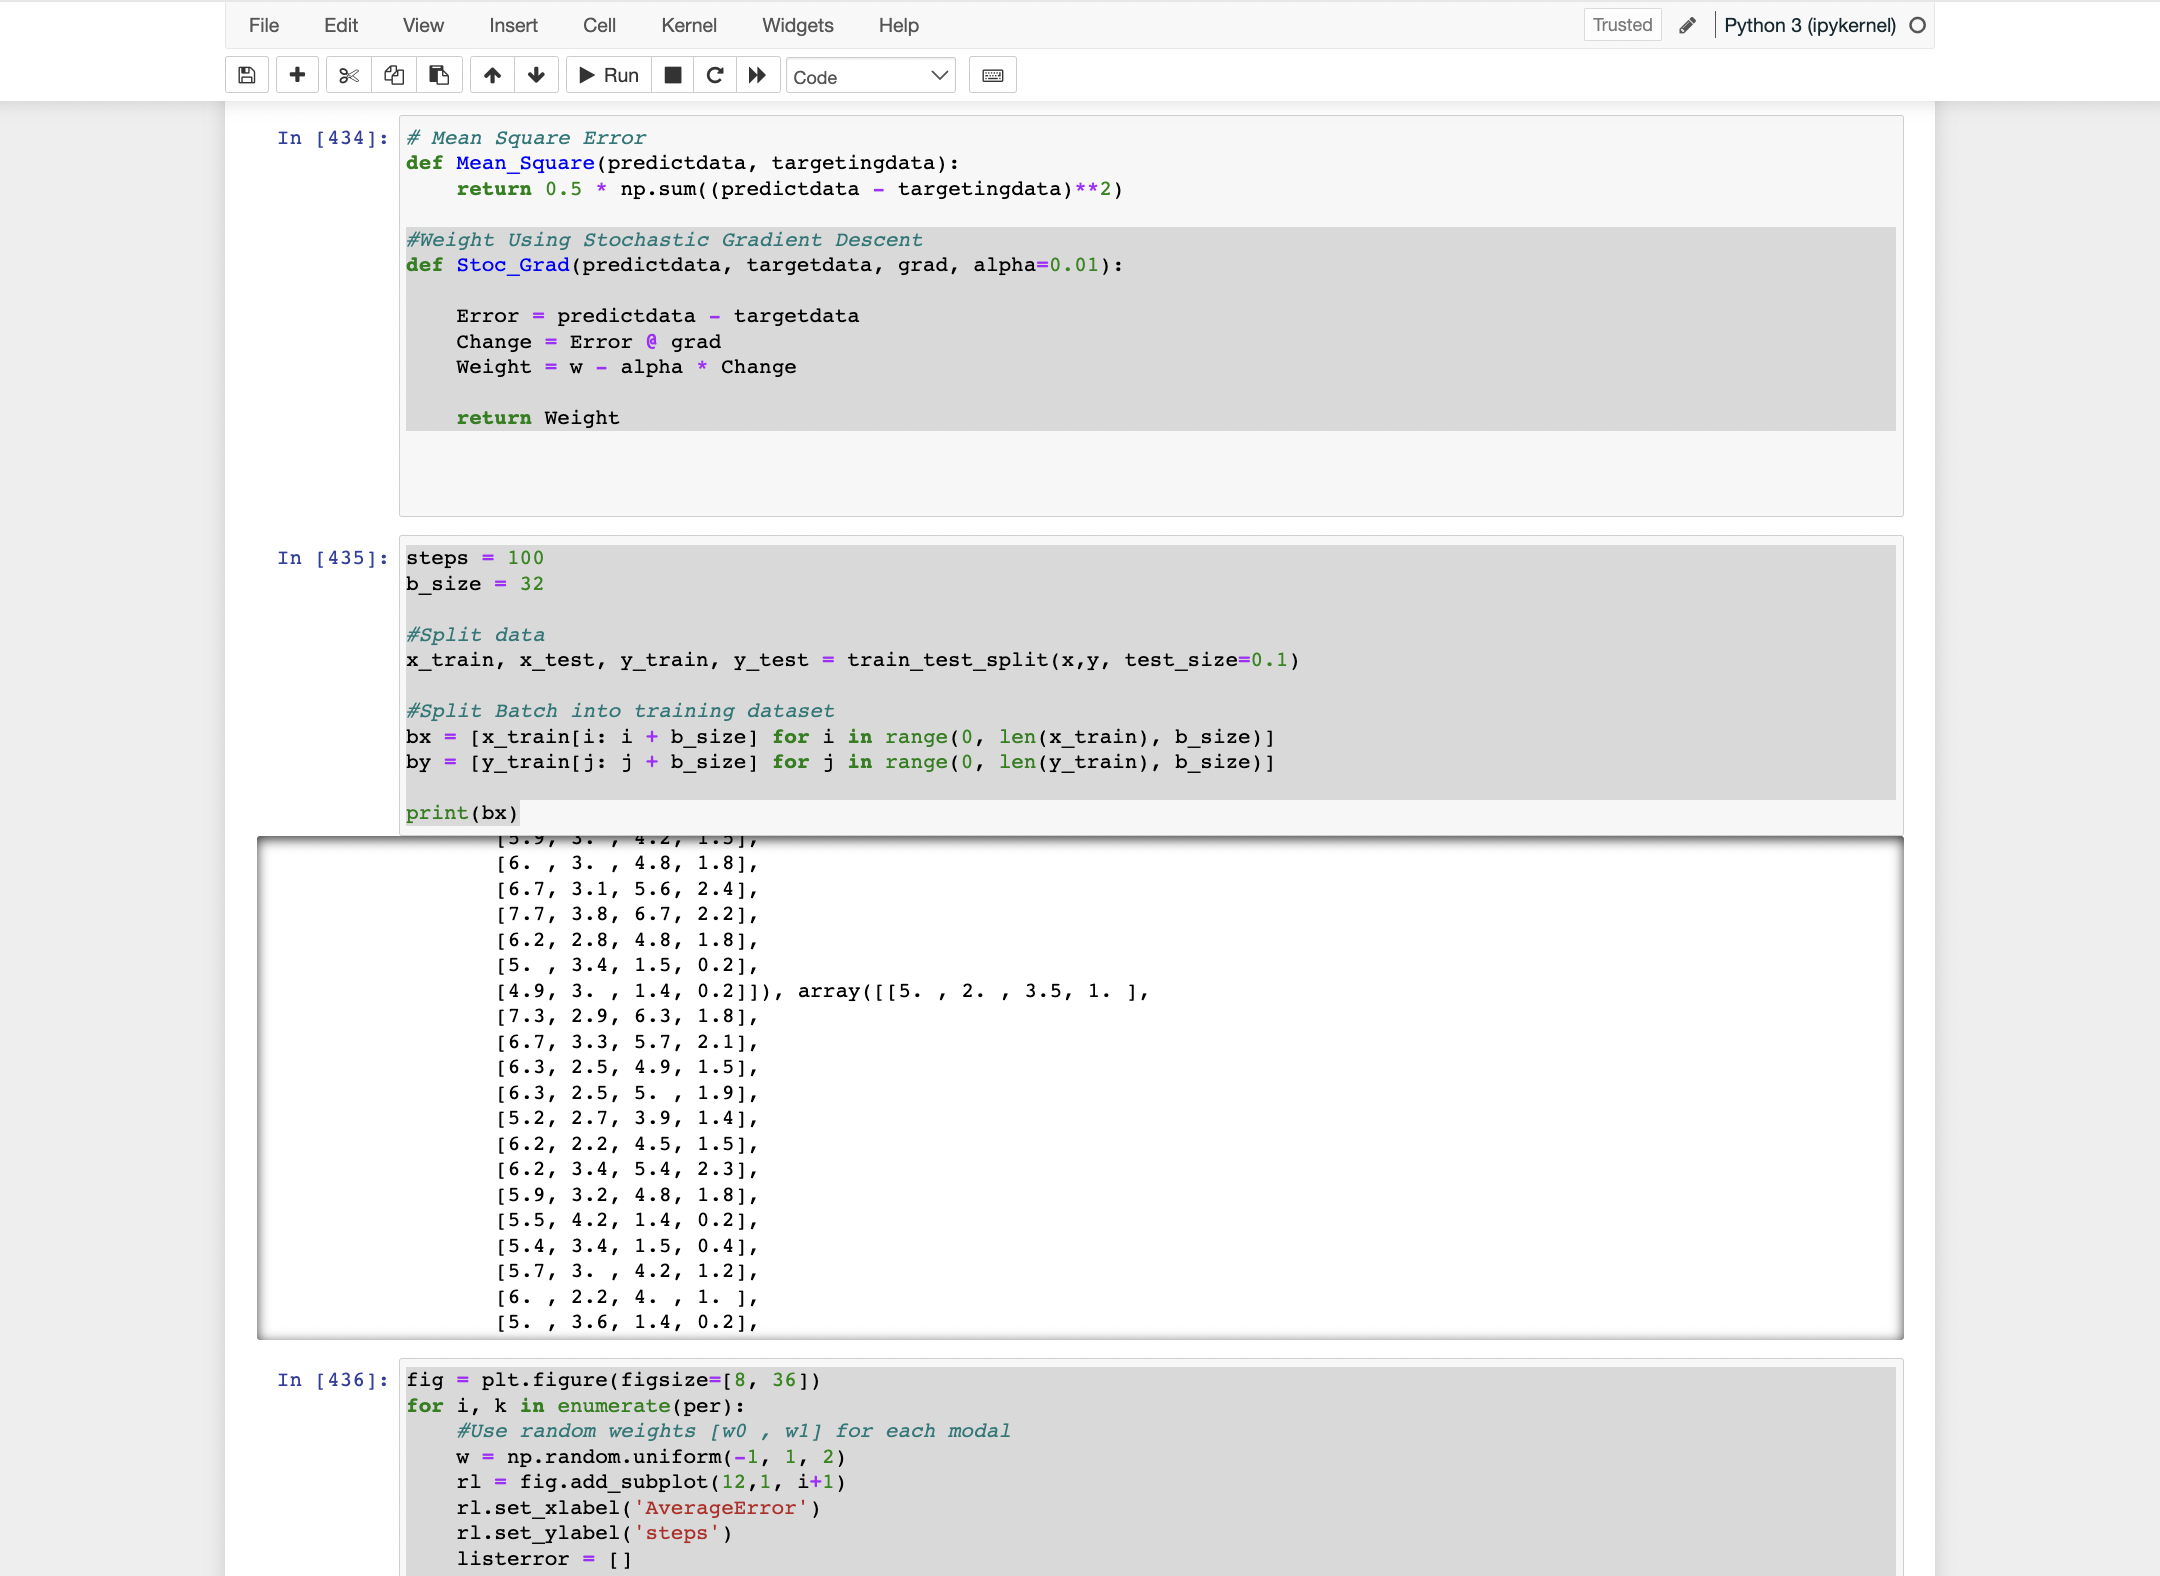 File Edit View Insert Cell Kernel Widgets Help Trusted Python 3 (ipykernel)
Run Code
In [434]: # Mean Square Error
def Mean_Square(predictdata, targetingdata):
    return 0.5 * np.sum((predictdata - targetingdata)**2)
#Weight Using Stochastic Gradient Descent
def Stoc_Grad(predictdata, targetdata, grad, alpha=0.01):
    Error = predictdata - targetdata
    Change = Error @ grad
    Weight = w - alpha * Change
    return Weight
In [435]: steps = 100
b_size = 32
#Split data
x_train, x_test, y_train, y_test = train_test_split(x,y, test_size=0.1)
#Split Batch into training dataset
bx = [x_train[i: i + b_size] for i in range(0, len(x_train), b_size)]
by = [y_train[j: j + b_size] for j in range(0, len(y_train), b_size)]
print(bx)
[5.9, 3. , 4.2, 1.5],
[6. , 3. , 4.8, 1.8],
[6.7, 3.1, 5.6, 2.4],
[7.7, 3.8, 6.7, 2.2],
[6.2, 2.8, 4.8, 1.8],
[5. , 3.4, 1.5, 0.2],
[4.9, 3. , 1.4, 0.2]]), array([[5. , 2. , 3.5, 1. ],
[7.3, 2.9, 6.3, 1.8],
[6.7, 3.3, 5.7, 2.1],
[6.3, 2.5, 4.9, 1.5],
[6.3, 2.5, 5. , 1.9],
[5.2, 2.7, 3.9, 1.4],
[6.2, 2.2, 4.5, 1.5],
[6.2, 3.4, 5.4, 2.3],
[5.9, 3.2, 4.8, 1.8],
[5.5, 4.2, 1.4, 0.2],
[5.4, 3.4, 1.5, 0.4],
[5.7, 3. , 4.2, 1.2],
[6. , 2.2, 4. , 1. ],
[5. , 3.6, 1.4, 0.2],
In [436]: fig = plt.figure(figsize=[8, 36])
for i, k in enumerate(per):
    #Use random weights [w0 , w1] for each modal
    w = np.random.uniform(-1, 1, 2)
    rl = fig.add_subplot(12,1, i+1)
    rl.set_xlabel('AverageError')
    rl.set_ylabel('steps')
    listerror = []